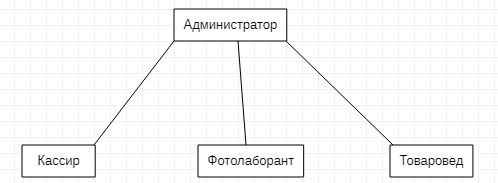 Администратор
Кассир
Фотолаборант
Товаровед